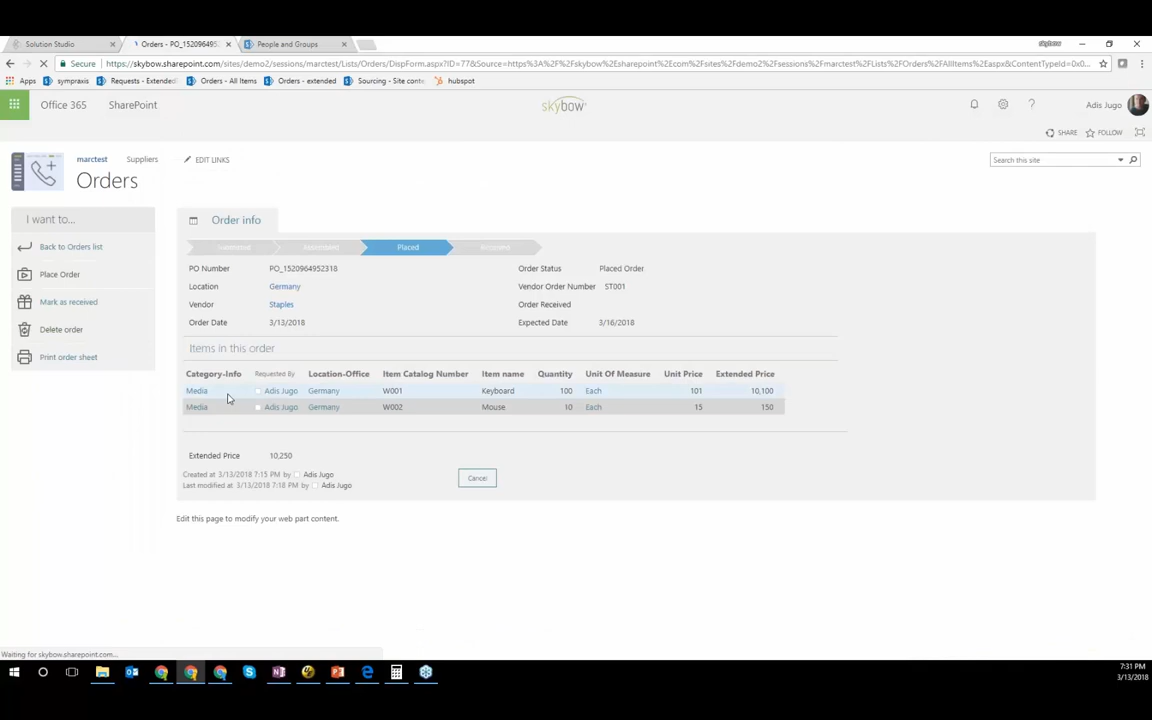 Solution Studio
Orders - PO_1520964952
People and Groups
skybow
Secure
https://skybow.sharepoint.com/sites/demo2/sessions/marctest/Lists/Orders/DispForm.aspx?ID=77&Source=https%3A%2F%2Fskybow%2Esharepoint%2Ecom%2Fsites%2Fdemo2%2Fsessions%2Fmarctest%2FLists%2FOrders%2FAllItems%2Easpx&ContentTypeId=0x0...
Apps
sympraxis
Requests - Extended
Orders - All Items
Orders - extended
Sourcing - Site conte
hubspot
Office 365
SharePoint
skybow
Adis Jugo
SHARE
FOLLOW
marctest
Suppliers
EDIT LINKS
Orders
Search this site
I want to...
Back to Orders list
Place Order
Mark as received
Delete order
Print order sheet
Order info
Placed
PO Number PO_1520964952318
Order Status Placed Order
Location Germany
Vendor Order Number ST001
Vendor Staples
Order Received
Order Date 3/13/2018
Expected Date 3/16/2018
Items in this order
Category-Info Requested By Location-Office Item Catalog Number Item name Quantity Unit Of Measure Unit Price Extended Price
Media Adis Jugo Germany W001 Keyboard 100 Each 101 10,100
Media Adis Jugo Germany W002 Mouse 10 Each 15 150
Extended Price 10,250
Created at 3/13/2018 7:15 PM by Adis Jugo
Last modified at 3/13/2018 7:18 PM by Adis Jugo
Cancel
Edit this page to modify your web part content.
Waiting for skybow.sharepoint.com...
7:31 PM
3/13/2018